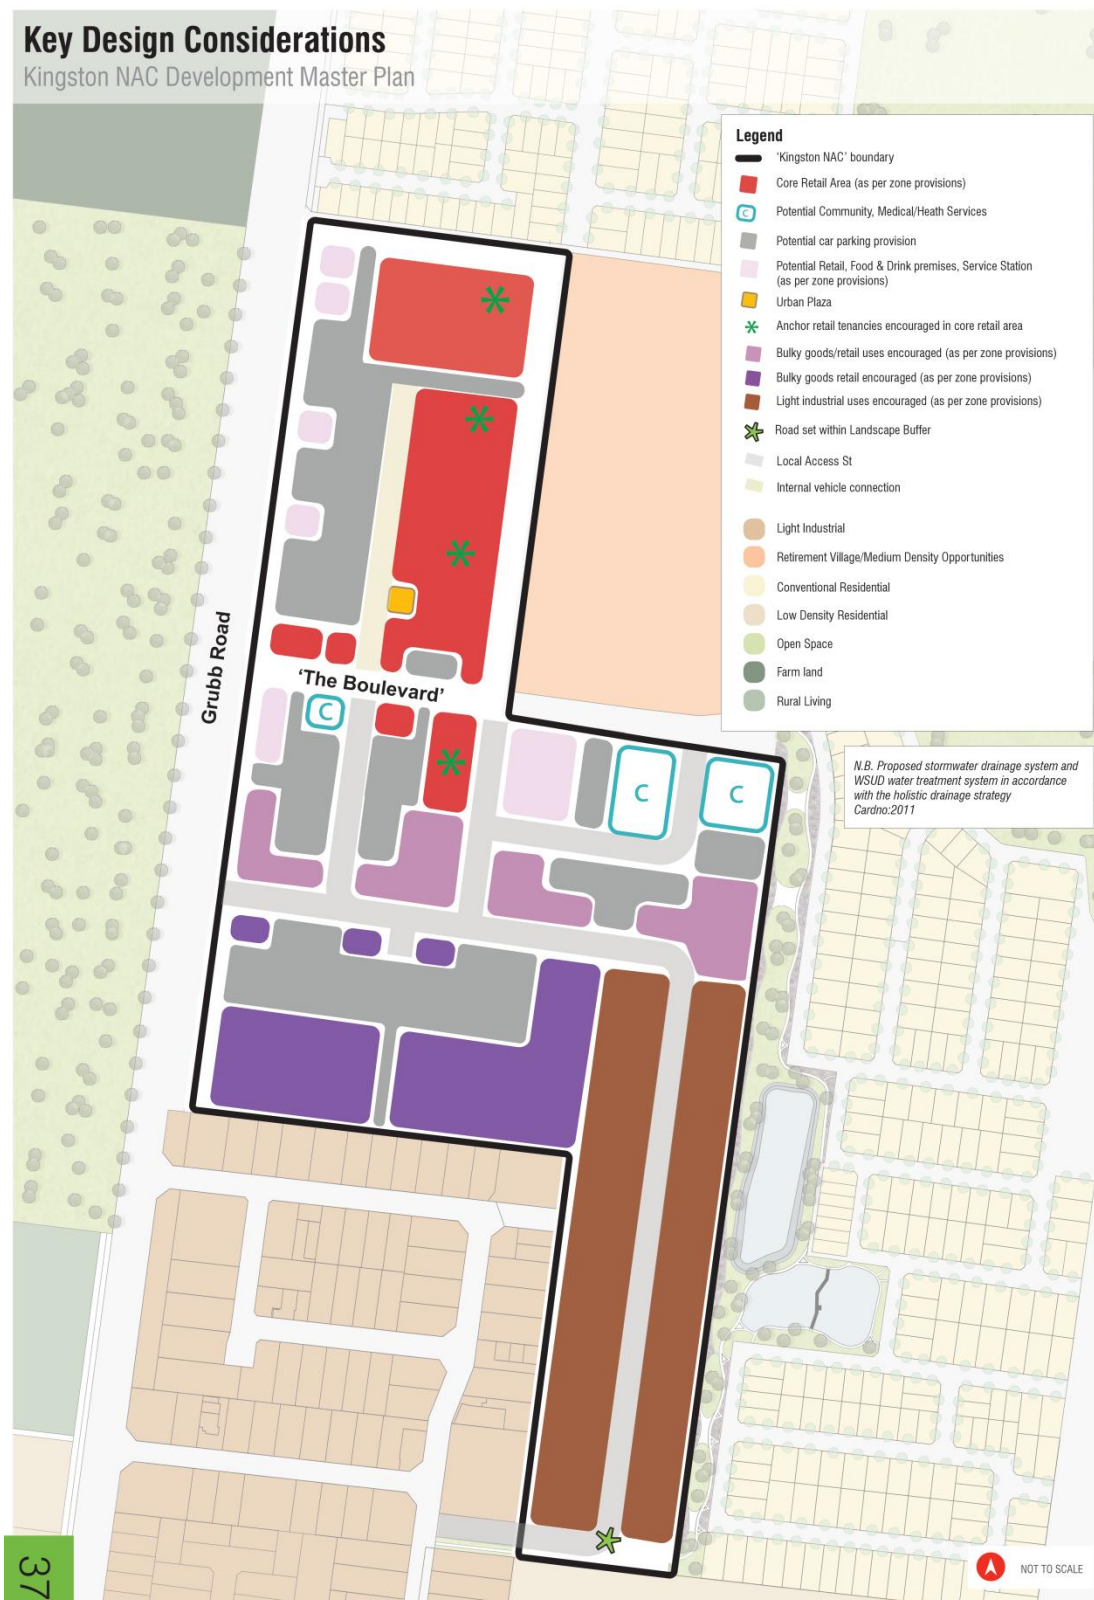 Key Design Considerations
Kingston NAC Development Master Plan
Legend
'Kingston NAC' boundary
Core Retail Area (as per zone provisions)
C
Potential Community, Medical/Heath Services
Potential car parking provision
Potential Retail, Food & Drink premises, Service Station
(as per zone provisions)
Urban Plaza
Anchor retail tenancies encouraged in core retail area
Bulky goods/retail uses encouraged (as per zone provisions)
Bulky goods retail encouraged (as per zone provisions)
Light industrial uses encouraged (as per zone provisions)
Road set within Landscape Buffer
Local Access St
Internal vehicle connection
Light Industrial
Retirement Village/Medium Density Opportunities
Conventional Residential
Low Density Residential
Open Space
Farm land
Rural Living
N.B. Proposed stormwater drainage system and
WSUD water treatment system in accordance
with the holistic drainage strategy
Cardno:2011
Grubb Road
'The Boulevard'
C
C
C
37
NOT TO SCALE